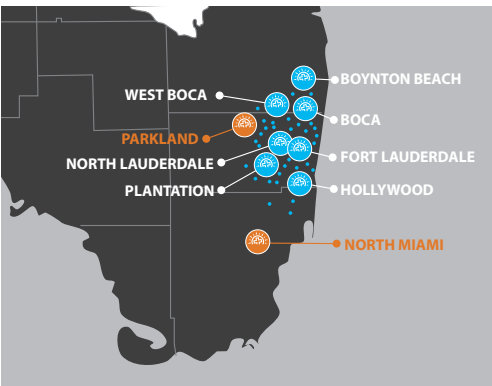 BOYNTON BEACH
WEST BOCA
BOCA
PARKLAND
NORTH LAUDERDALE
FORT LAUDERDALE
PLANTATION
HOLLYWOOD
NORTH MIAMI